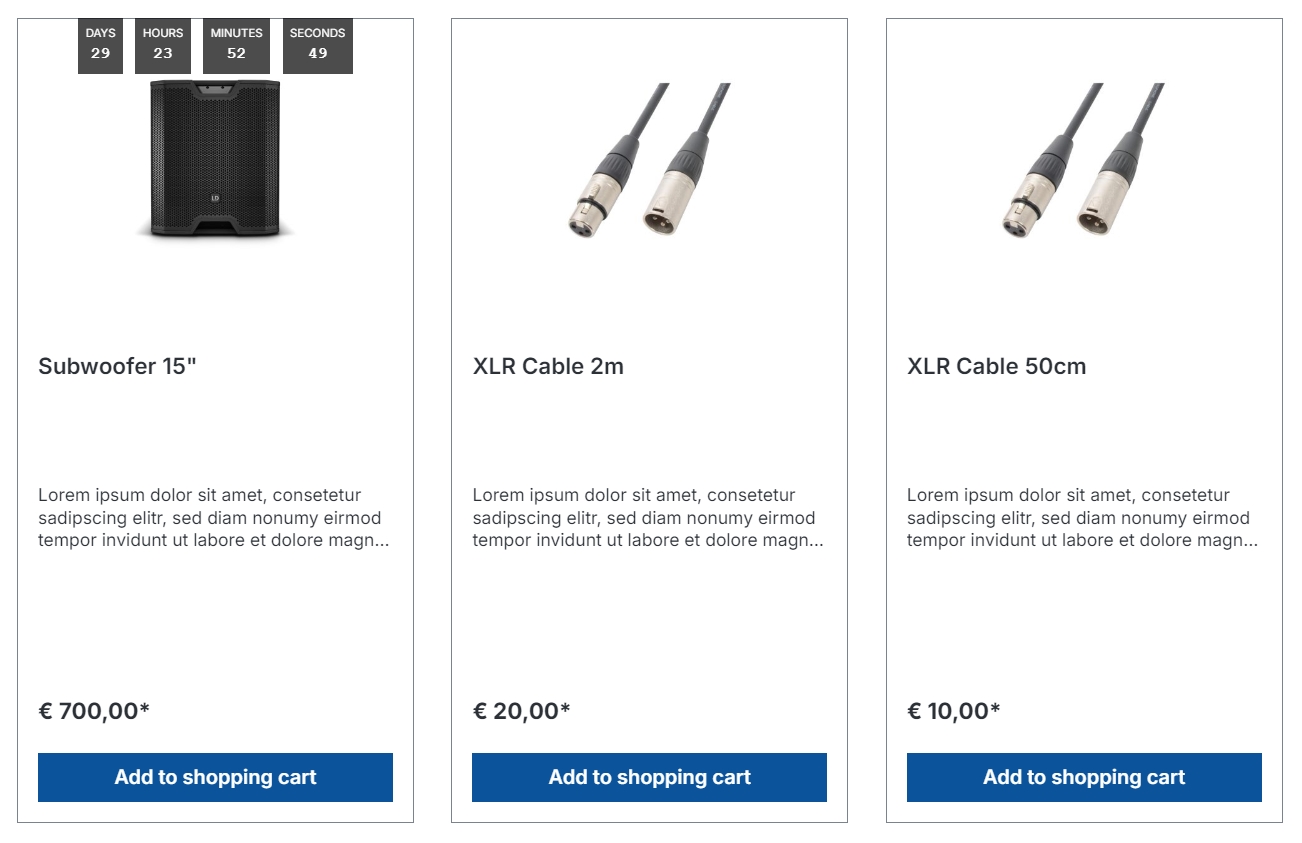 DAYS HOURS MINUTES SECONDS
29 23 52 49
LD
Subwoofer 15"
Lorem ipsum dolor sit amet, consetetur
sadipscing elitr, sed diam nonumy eirmod
tempor invidunt ut labore et dolore magn...
€ 700,00*
Add to shopping cart
XLR Cable 2m
Lorem ipsum dolor sit amet, consetetur
sadipscing elitr, sed diam nonumy eirmod
tempor invidunt ut labore et dolore magn...
€ 20,00*
Add to shopping cart
XLR Cable 50cm
Lorem ipsum dolor sit amet, consetetur
sadipscing elitr, sed diam nonumy eirmod
tempor invidunt ut labore et dolore magn...
€ 10,00*
Add to shopping cart